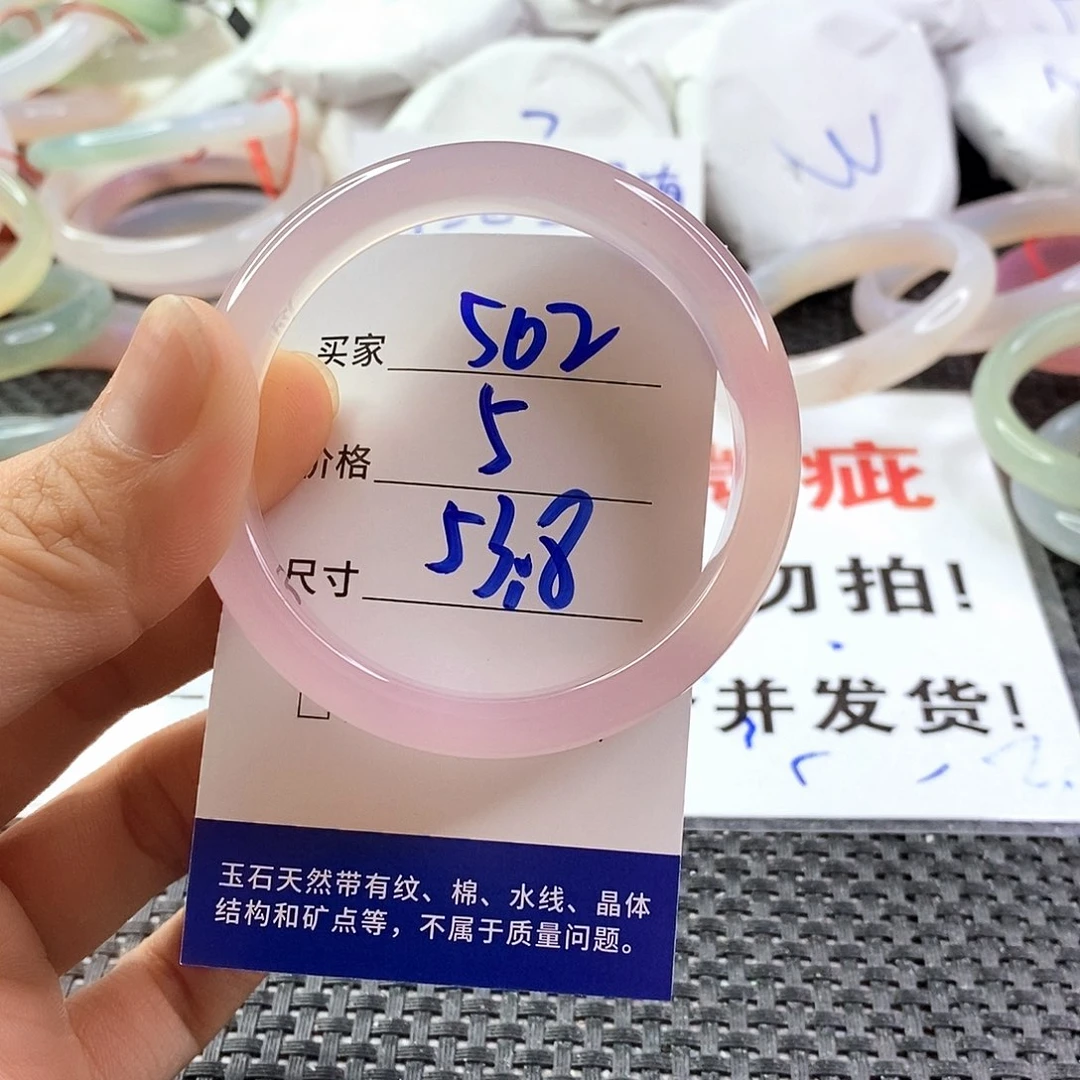 买家 502
价格 5
尺寸 53.8
玉石天然带有纹、棉、水线、晶体
结构和矿点等，不属于质量问题。
疵
勿拍!
并发货!